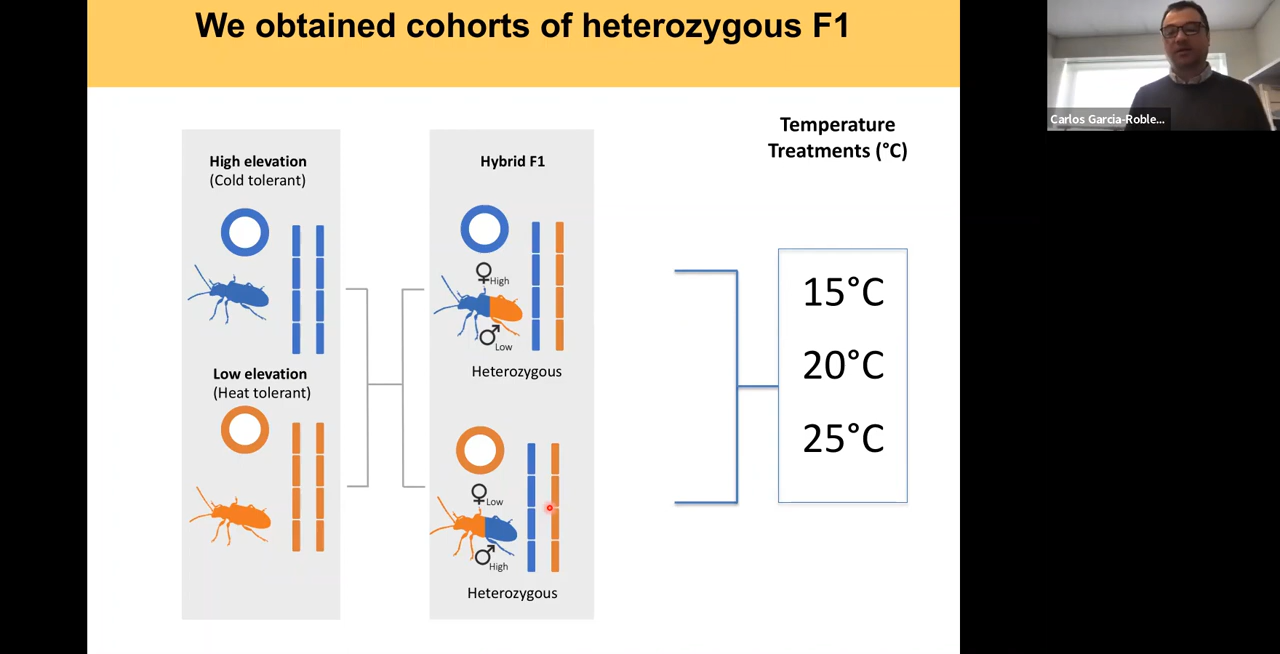 We obtained cohorts of heterozygous F1
Carlos Garcia-Roble...
High elevation
(Cold tolerant)
Low elevation
(Heat tolerant)
Hybrid F1
♀High
♂Low
Heterozygous
♀Low
♂High
Heterozygous
Temperature
Treatments (°C)
15°C
20°C
25°C